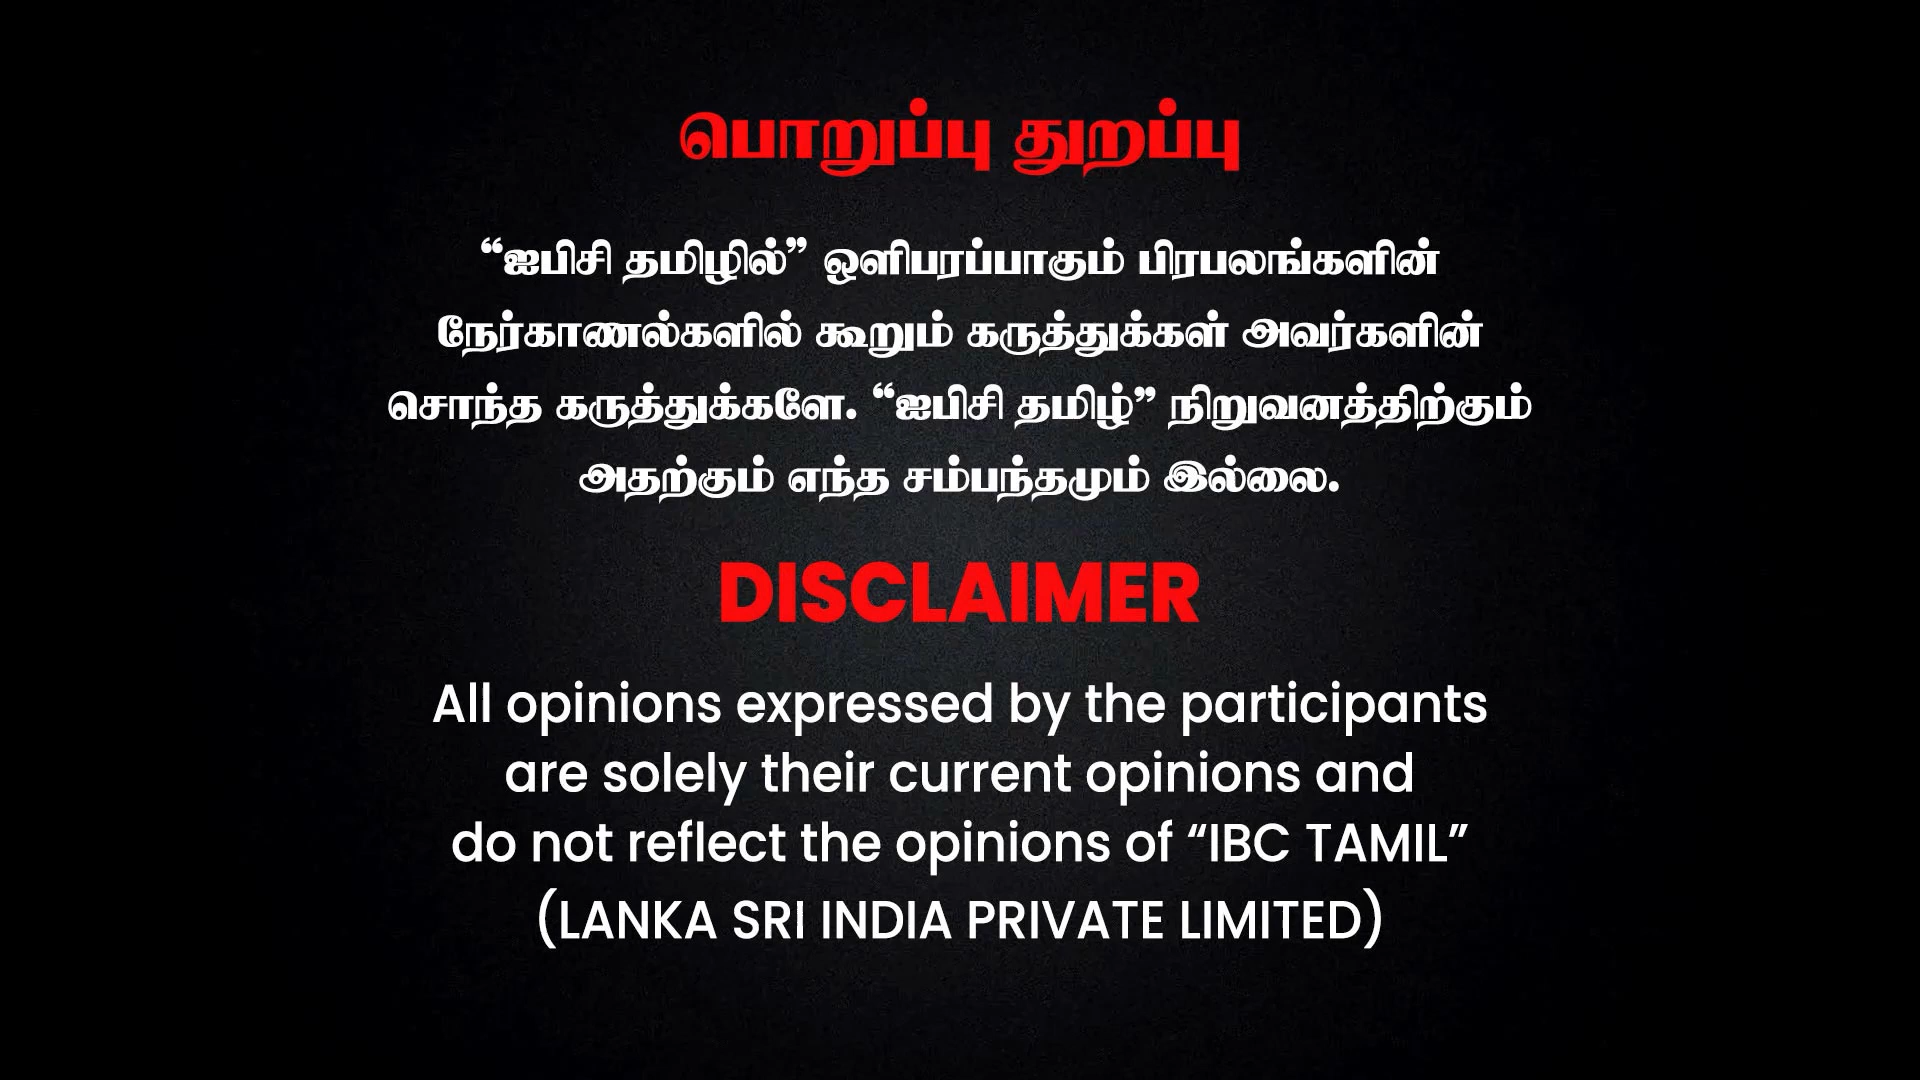 பொறுப்பு துறப்பு
“ஐபிசி தமிழில்” ஒளிபரப்பாகும் பிரபலங்களின்
நேர்காணல்களில் கூறும் கருத்துக்கள் அவர்களின்
சொந்த கருத்துக்களே. “ஐபிசி தமிழ்” நிறுவனத்திற்கும்
அதற்கும் எந்த சம்பந்தமும் இல்லை.
DISCLAIMER
All opinions expressed by the participants
are solely their current opinions and
do not reflect the opinions of “IBC TAMIL”
(LANKA SRI INDIA PRIVATE LIMITED)